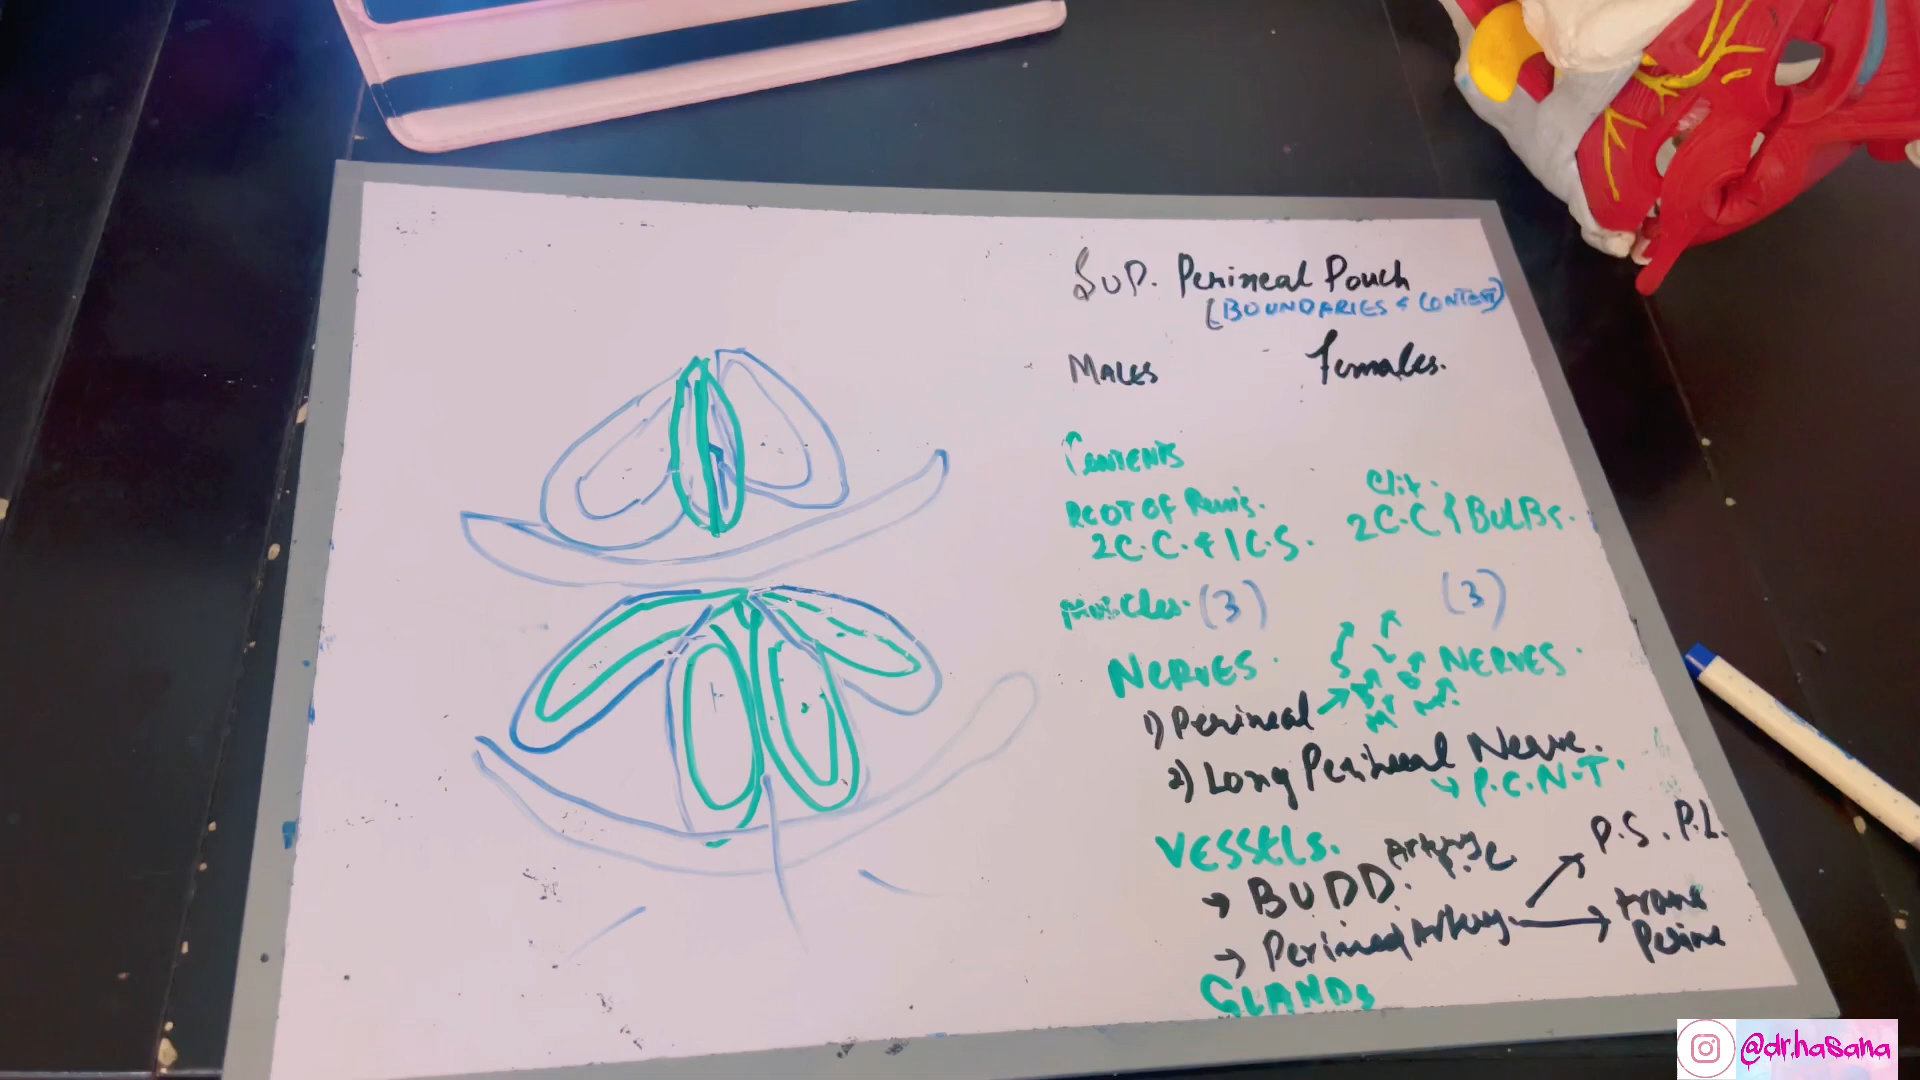 SUP. Perineal Pouch
(BOUNDARIES & CONTENT)
MALES Females.
CONTENTS
ROOT OF Penis. Clit.
2C.C. & 1C.S. 2C.C & BULBS.
Muscles. (3) (3)
NERVES. NERVES.
1) Perineal
2) Long Perineal Nerve.
P.C.N.T.
VESSELS.
→ BUDD. Artery
P.S. P.L.
→ Perineal Artery → trans
Perine
GLANDS
@dr.hasana